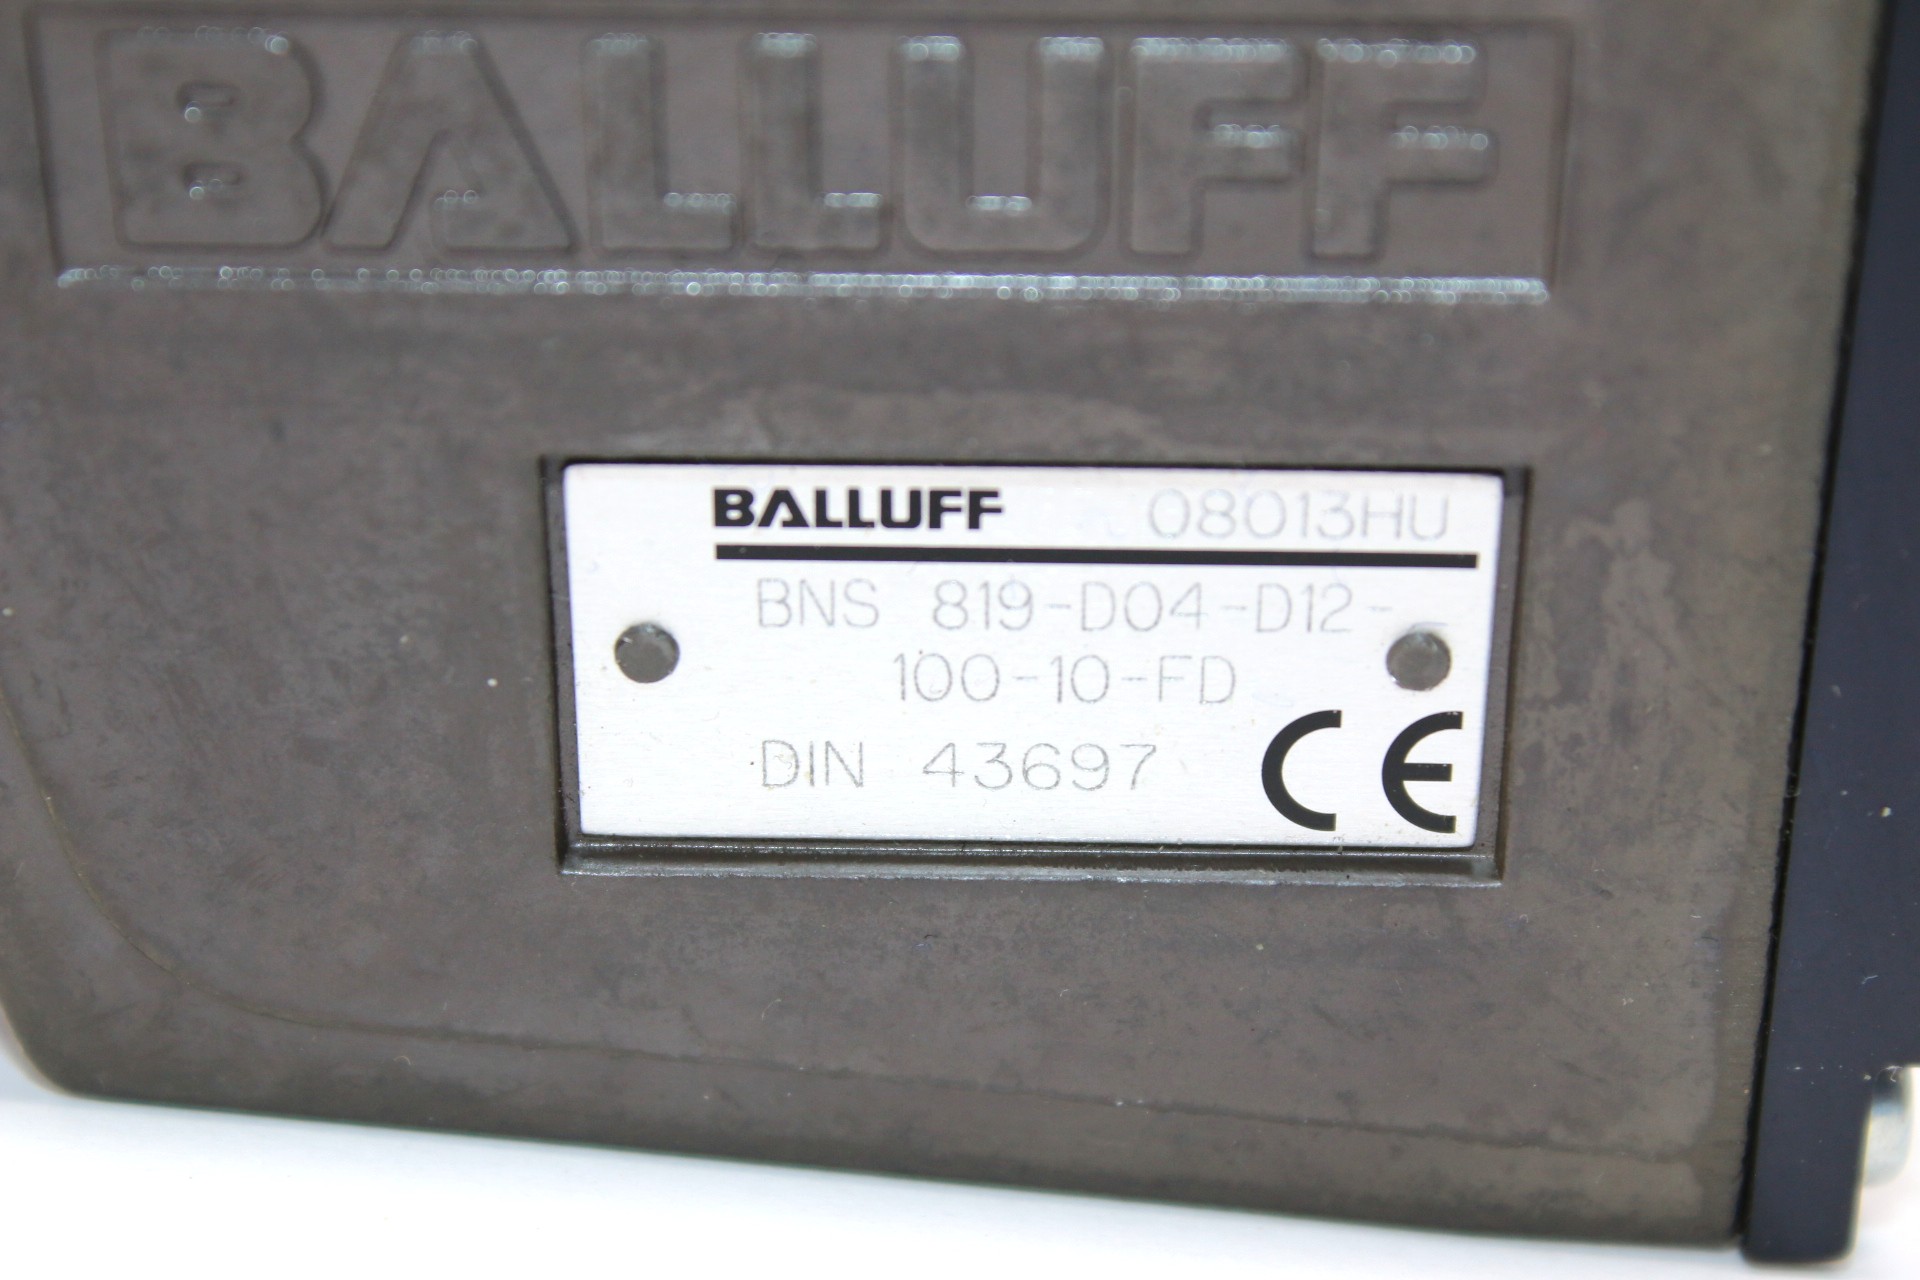 BALLUFF
BALLUFF 08013HU
BNS 819-D04-D12-
100-10-FD
DIN 43697
CE